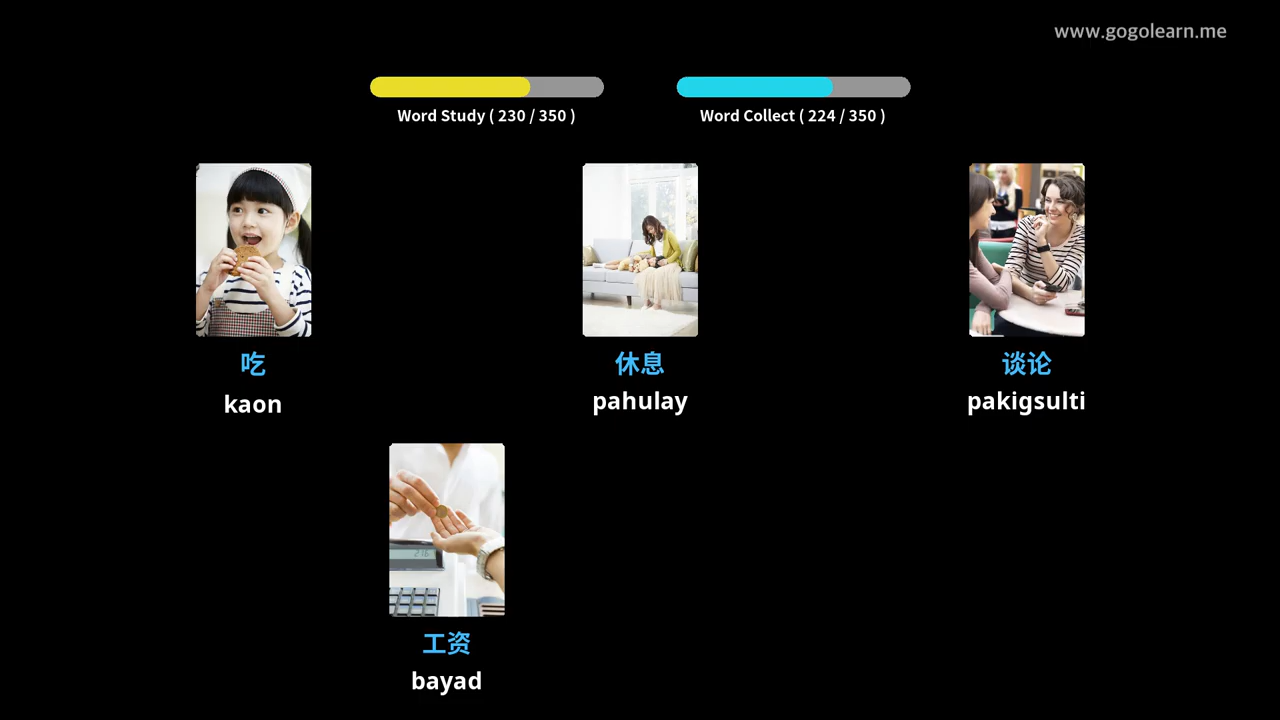 www.gogolearn.me
Word Study ( 230 / 350 )
Word Collect ( 224 / 350 )
吃
kaon
休息
pahulay
谈论
pakigsulti
工资
bayad